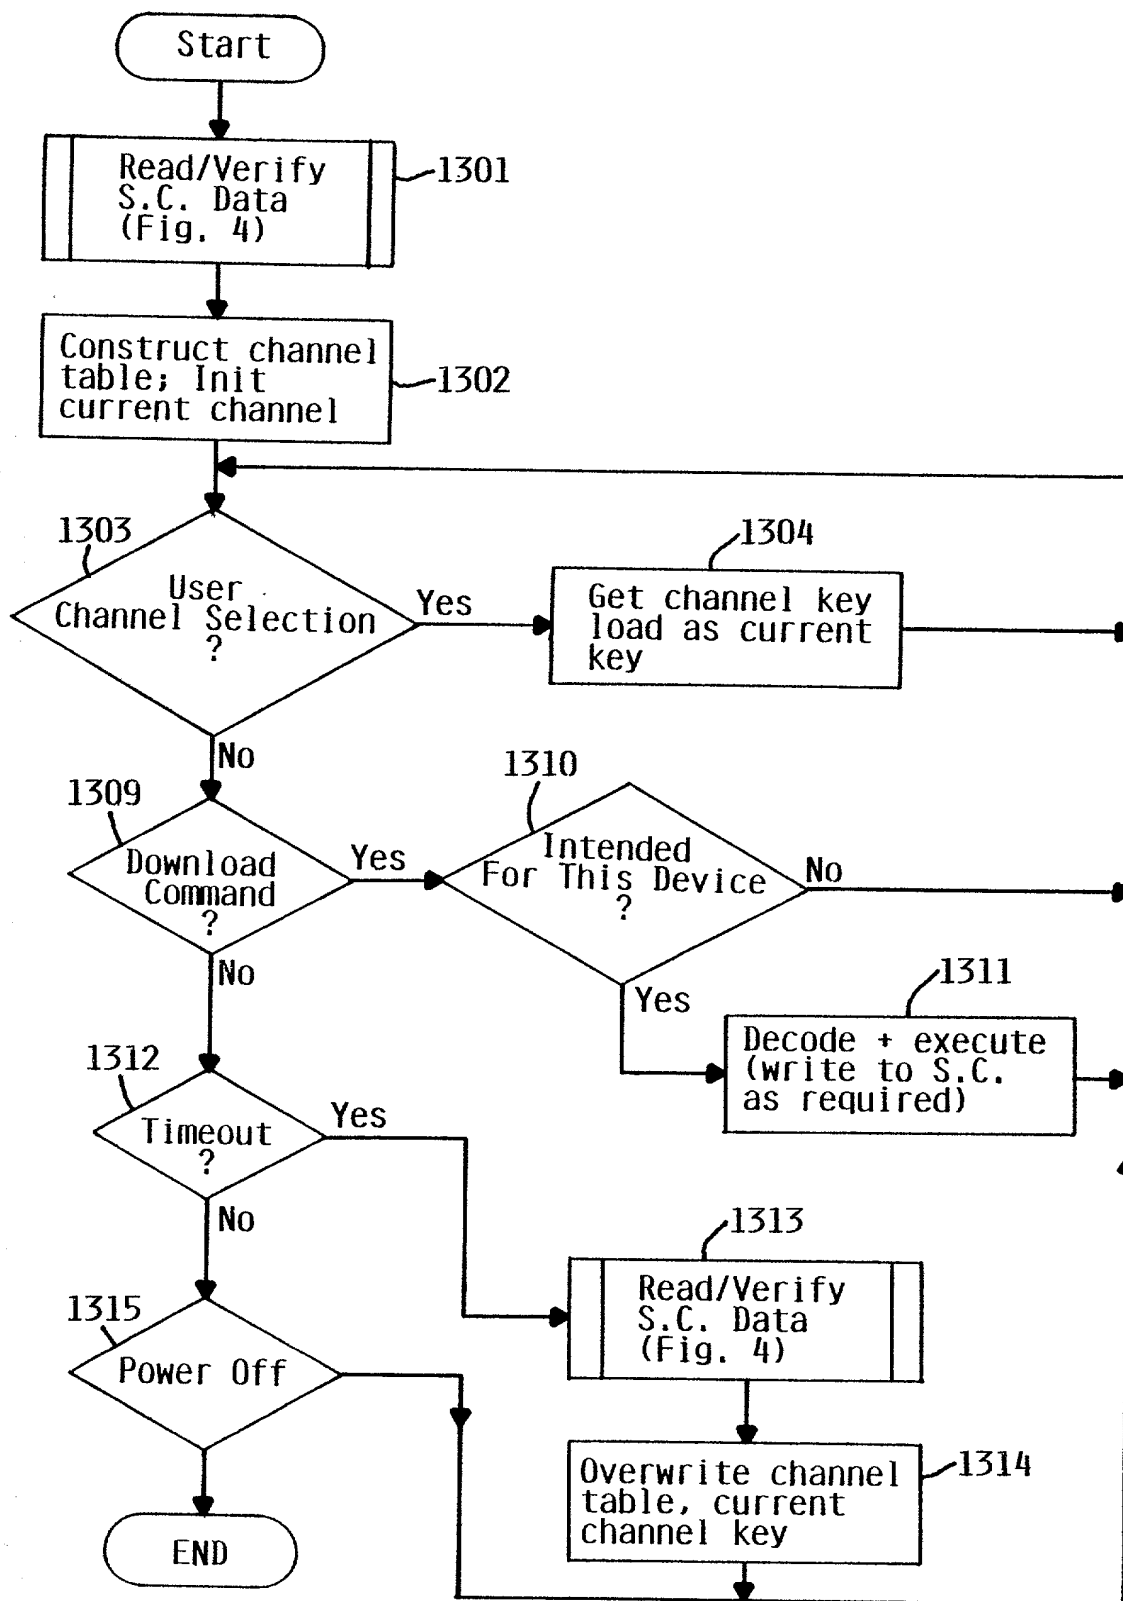 Start
Read/Verify
S.C. Data
(Fig. 4)
1301
Construct channel
table; Init
current channel
1302
1303
User
Channel Selection
?
Yes
1304
Get channel key
load as current
key
No
1309
Download
Command
?
Yes
1310
Intended
For This Device
?
No
No
Yes
1311
Decode + execute
(write to S.C.
as required)
1312
Timeout
?
Yes
No
1313
Read/Verify
S.C. Data
(Fig. 4)
1315
Power Off
1314
Overwrite channel
table, current
channel key
END